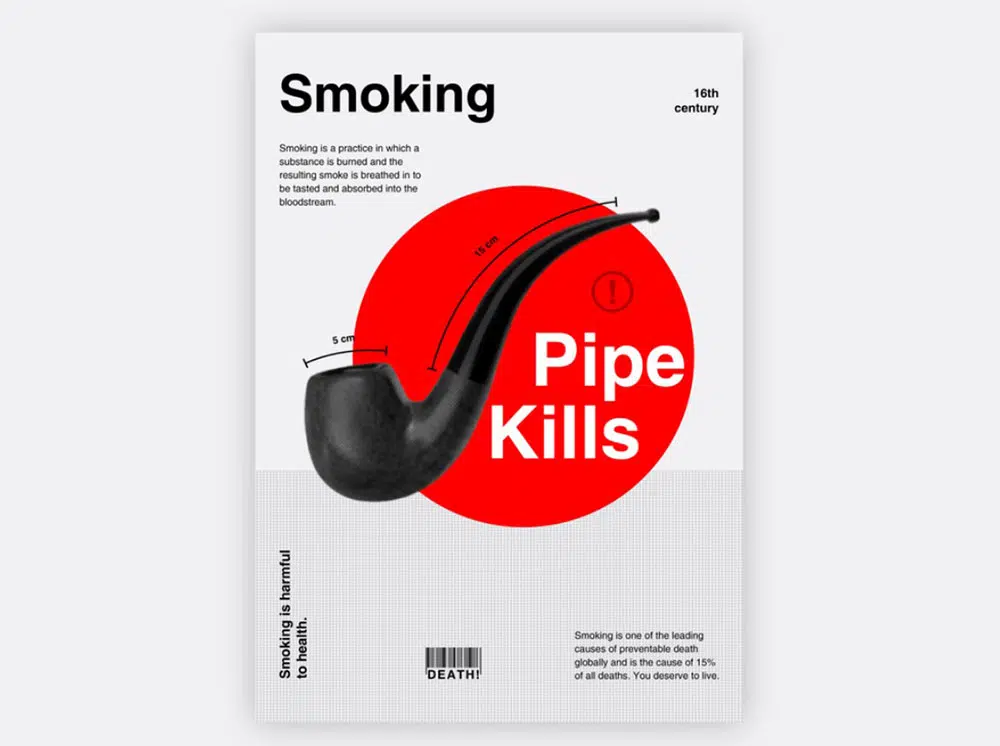 Smoking
16th
century
Smoking is a practice in which a
substance is burned and the
resulting smoke is breathed in to
be tasted and absorbed into the
bloodstream.
18 cm
5 cm
!
Pipe
Kills
Smoking is harmful
to health.
DEATH!
Smoking is one of the leading
causes of preventable death
globally and is the cause of 15%
of all deaths. You deserve to live.